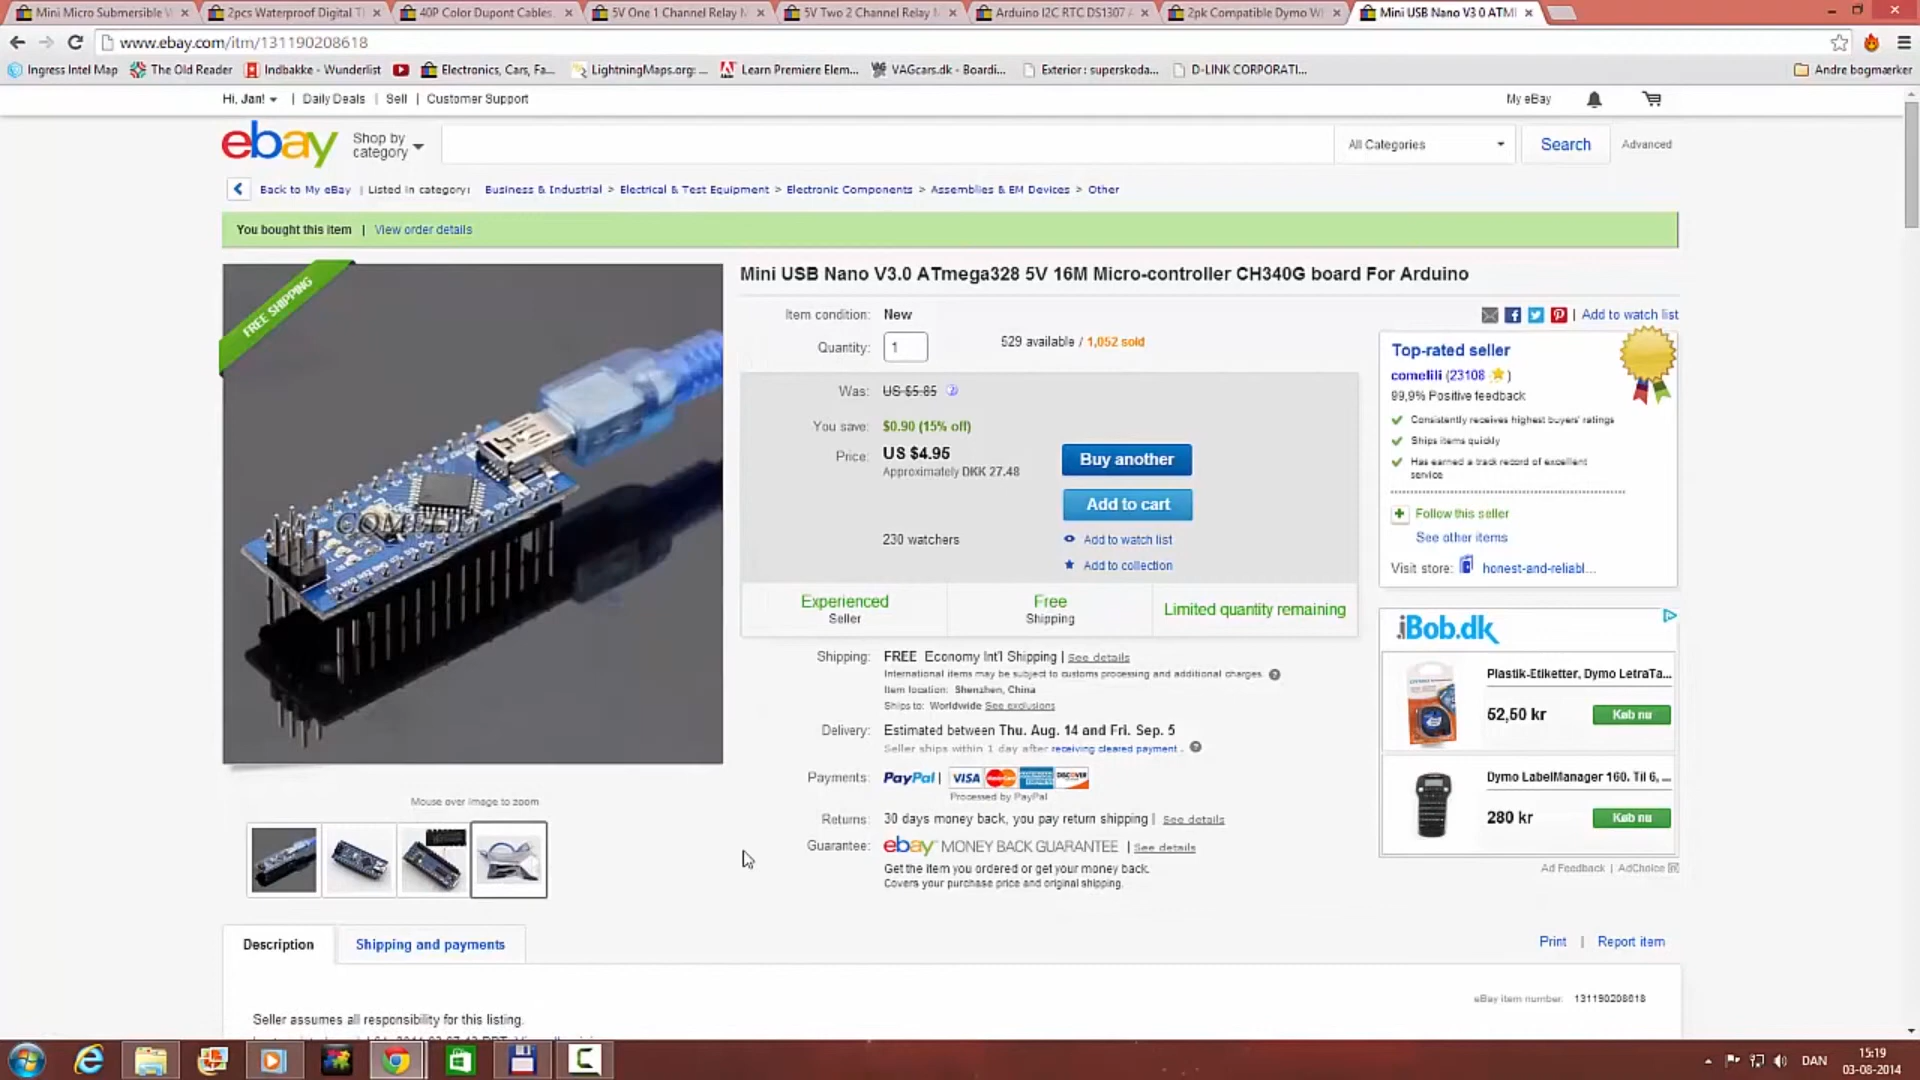 Mini Micro Submersible
2pcs Waterproof Digital T
40P Color Dupont Cables
5V One 1 Channel Relay M
5V Two 2 Channel Relay
Arduino I2C RTC DS1307
2pk Compatible Dymo
Mini USB Nano V3 0 ATM
www.ebay.com/itm/131190208618
Ingress Intel Map
The Old Reader
Indbakke - Wunderlist
Electronics, Cars, Fa...
LightningMaps.org: ...
Learn Premiere Elem...
VAGcars.dk - Boardi...
Exterior : superskoda...
D-LINK CORPORATI...
Andre bogmærker
Hi, Jan! | Daily Deals | Sell | Customer Support
My eBay
ebay
Shop by category
All Categories
Search
Advanced
Back to My eBay | Listed in category: Business & Industrial > Electrical & Test Equipment > Electronic Components > Assemblies & EM Devices > Other
You bought this item | View order details
FREE SHIPPING
COMELILI
Mini USB Nano V3.0 ATmega328 5V 16M Micro-controller CH340G board For Arduino
Item condition: New
| Add to watch list
Quantity: 1
529 available / 1,052 sold
Was: US $5.85
You save: $0.90 (15% off)
Price: US $4.95
Approximately DKK 27.48
Buy another
Add to cart
230 watchers
Add to watch list
Add to collection
Experienced
Seller
Free
Shipping
Limited quantity remaining
Top-rated seller
comelili (23108 )
99,9% Positive feedback
Consistently receives highest buyers' ratings
Ships items quickly
Has earned a track record of excellent
service
Follow this seller
See other items
Visit store: honest-and-reliabl...
Shipping: FREE Economy Int'l Shipping | See details
International items may be subject to customs processing and additional charges.
Item location: Shenzhen, China
Ships to: Worldwide See exclusions
Delivery: Estimated between Thu. Aug. 14 and Fri. Sep. 5
Seller ships within 1 day after receiving cleared payment .
Payments: PayPal | VISA MasterCard DISCOVER
Processed by PayPal
Returns: 30 days money back, you pay return shipping | See details
Guarantee: ebay MONEY BACK GUARANTEE | See details
Get the item you ordered or get your money back.
Covers your purchase price and original shipping.
iBob.dk
Plastik-Etiketter, Dymo LetraTa...
52,50 kr
Køb nu
Dymo LabelManager 160. Til 6, ...
280 kr
Køb nu
Ad Feedback | AdChoice
Mouse over image to zoom
Description
Shipping and payments
Print | Report item
eBay item number: 131190208618
Seller assumes all responsibility for this listing.
DAN
15:19
03-08-2014